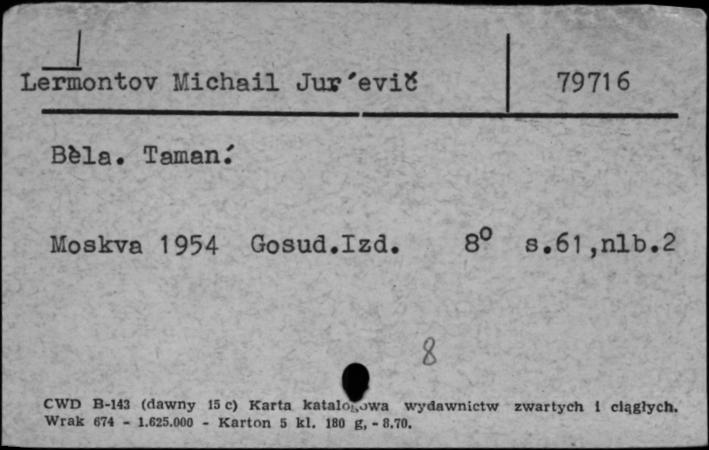 Lermontov Michail Jur´evič 79716
Bèla. Taman´.
Moskva 1954 Gosud.Izd. 8° s.61,nlb.2
8
CWD B-143 (dawny 15 c) Karta katalogowa wydawnictw zwartych i ciągłych.
Wrak 674 - 1.625.000 - Karton 5 kl. 180 g, - 8.70.